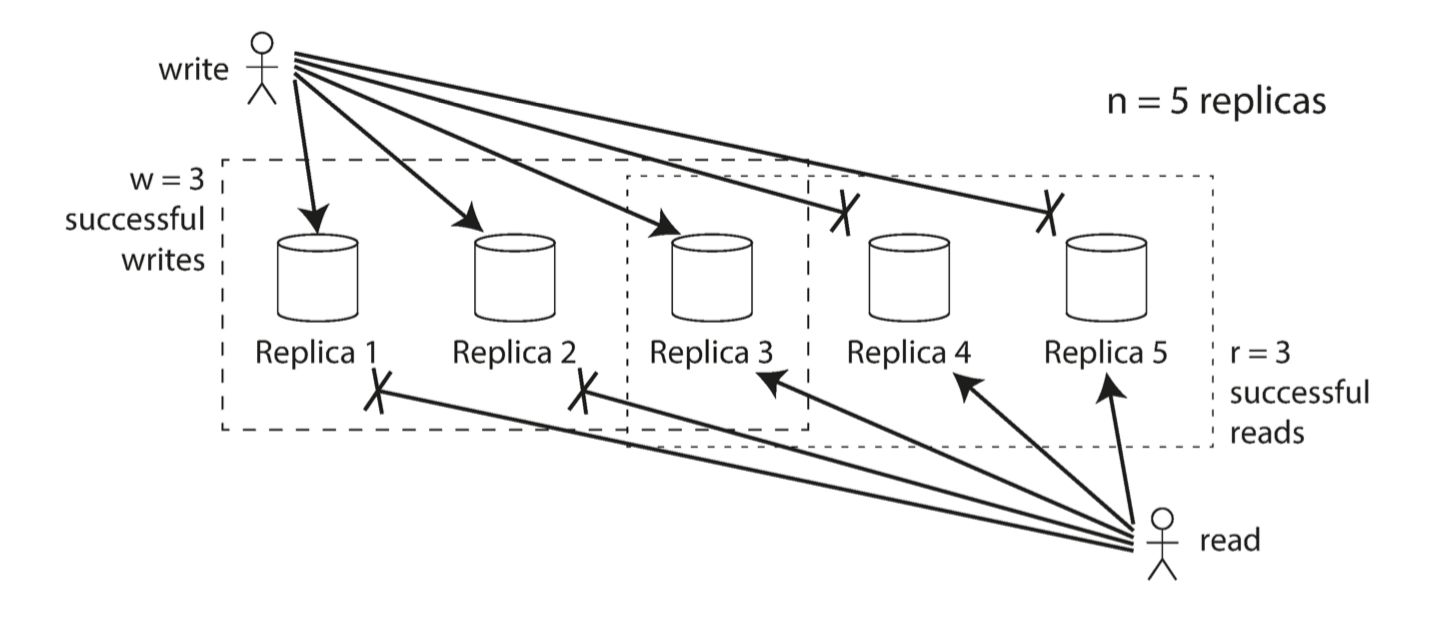 write
n = 5 replicas
w = 3
successful
writes
Replica 1
Replica 2
Replica 3
Replica 4
Replica 5
r = 3
successful
reads
read